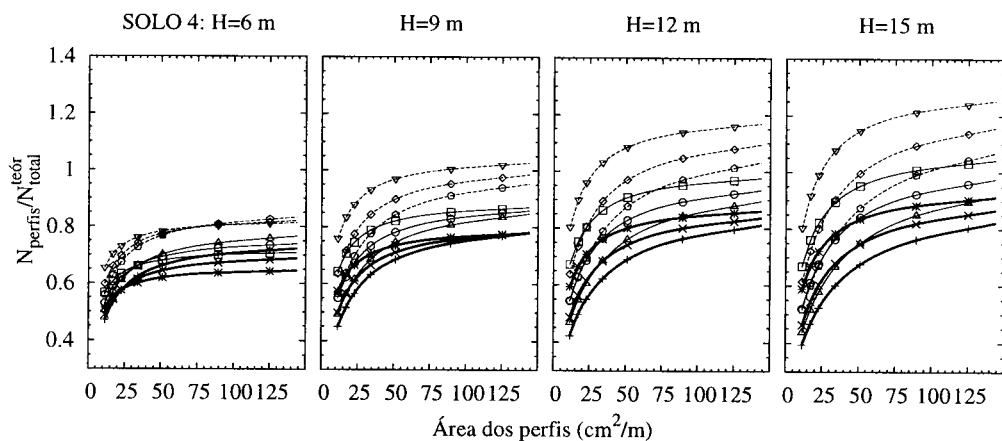 SOLO 4: H=6 m
H=9 m
H=12 m
H=15 m
N_perfis/N_total^teór
1.4
1.2
1
0.8
0.6
0.4
0 25 50 75 100 125
0 25 50 75 100 125
0 25 50 75 100 125
0 25 50 75 100 125
Área dos perfis (cm²/m)